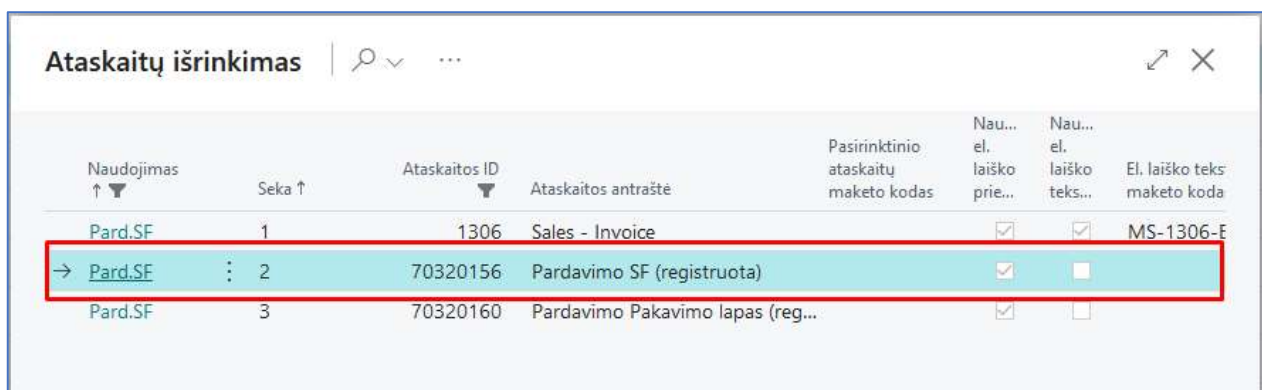 Ataskaitų išrinkimas
Naudojimas
Seka
Ataskaitos ID
Ataskaitos antraštė
Pasirinktinio
ataskaitų
maketo kodas
Nau...
el.
laiško
prie...
Nau...
el.
laiško
teks...
El. laiško teks
maketo koda
Pard.SF 1 1306 Sales - Invoice MS-1306-E
Pard.SF 2 70320156 Pardavimo SF (registruota)
Pard.SF 3 70320160 Pardavimo Pakavimo lapas (reg...